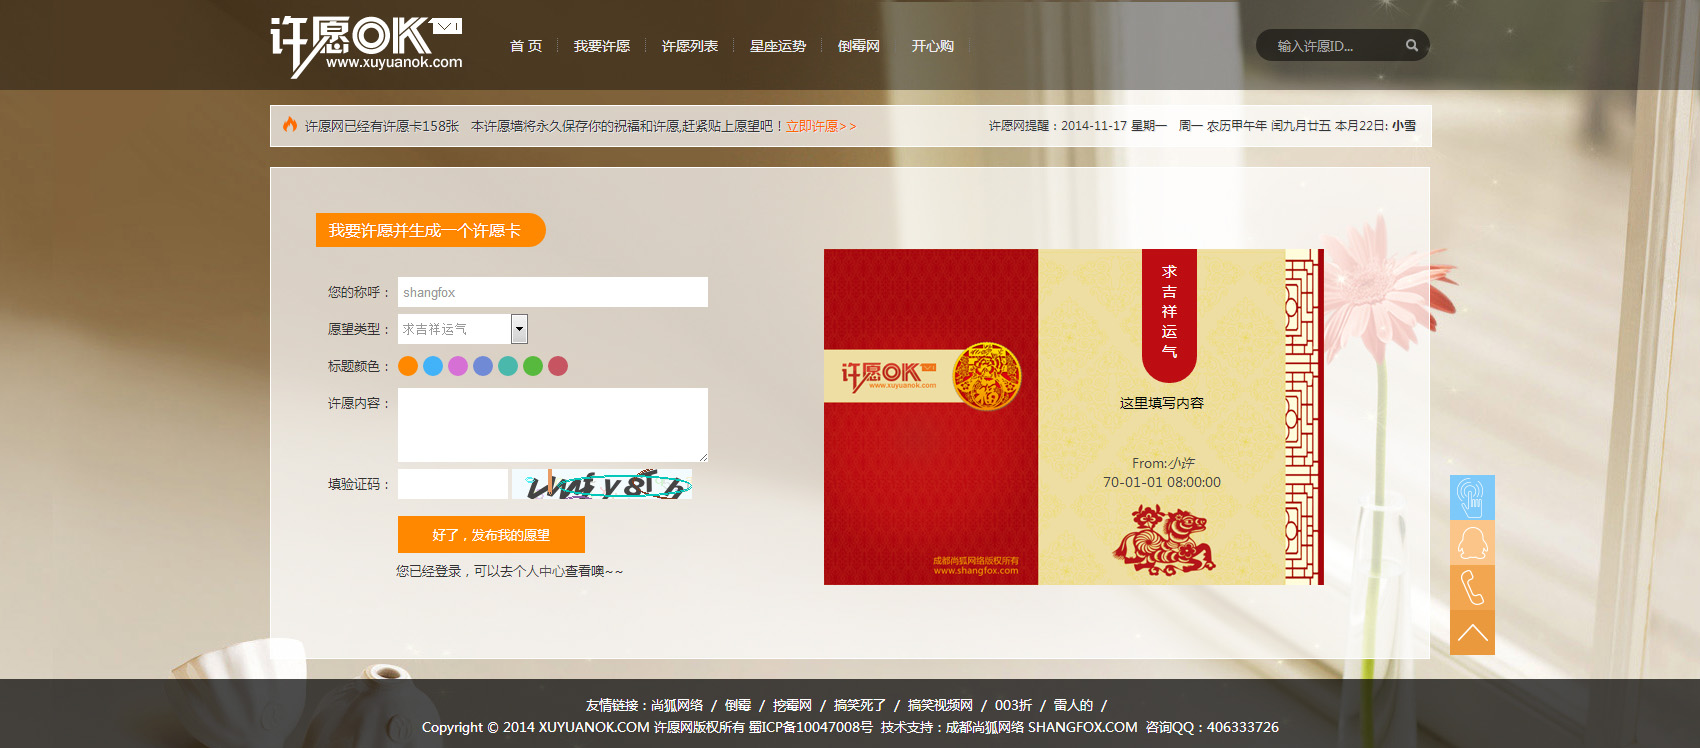 许愿OK
www.xuyuanok.com
首 页 我要许愿 许愿列表 星座运势 倒霉网 开心购
输入许愿ID...
许愿网已经有许愿卡158张 本许愿墙将永久保存你的祝福和许愿,赶紧贴上愿望吧！立即许愿>>
许愿网提醒：2014-11-17 星期一 周一 农历甲午年 闰九月廿五 本月22日: 小雪
我要许愿并生成一个许愿卡
您的称呼： shangfox
愿望类型： 求吉祥运气
标题颜色：
许愿内容：
填验证码：
好了，发布我的愿望
您已经登录，可以去个人中心查看噢~~
许愿OK
www.xuyuanok.com
成都尚狐网络版权所有
www.shangfox.com
求吉祥运气
这里填写内容
From:小许
70-01-01 08:00:00
友情链接：尚狐网络 / 倒霉 / 挖霉网 / 搞笑死了 / 搞笑视频网 / 003折 / 雷人的 /
Copyright © 2014 XUYUANOK.COM 许愿网版权所有 蜀ICP备10047008号 技术支持：成都尚狐网络 SHANGFOX.COM 咨询QQ：406333726